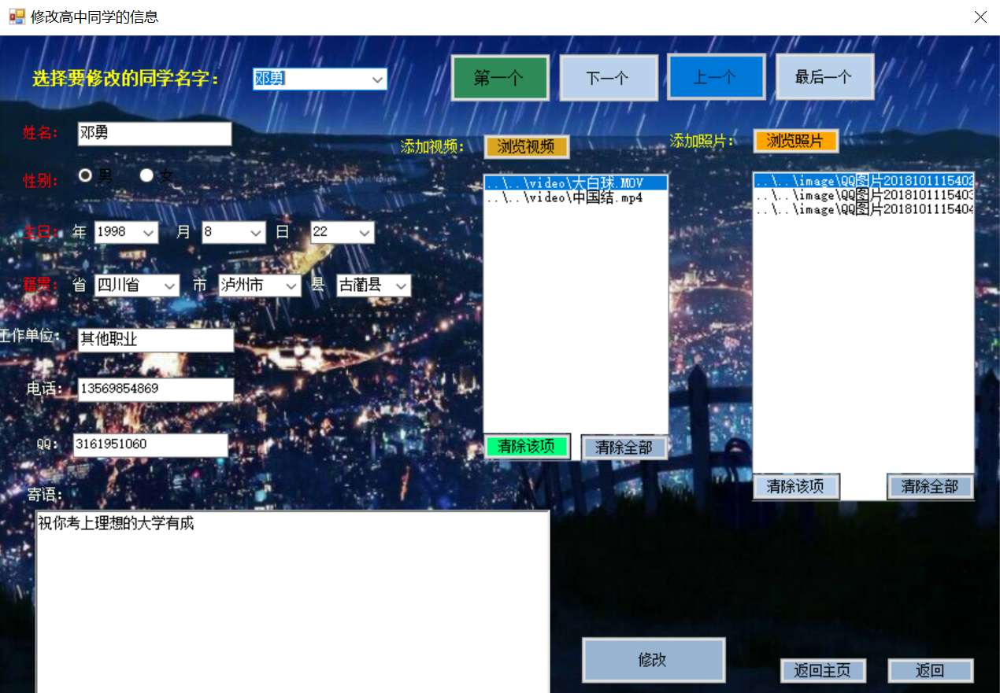 修改高中同学的信息
选择要修改的同学名字： 邓勇
第一个 下一个 上一个 最后一个
姓名： 邓勇
添加视频： 浏览视频
添加照片： 浏览照片
性别： 男 女
..\..\video\大白球.MOV
..\..\video\中国结.mp4
..\..\image\QQ图片2018101115402
..\..\image\QQ图片2018101115403
..\..\image\QQ图片2018101115404
生日： 年 1998 月 8 日 22
籍贯： 省 四川省 市 泸州市 县 古蔺县
工作单位： 其他职业
电话： 13569854869
QQ： 3161951060
清除该项 清除全部
清除该项 清除全部
寄语：
祝你考上理想的大学有成
修改 返回主页 返回